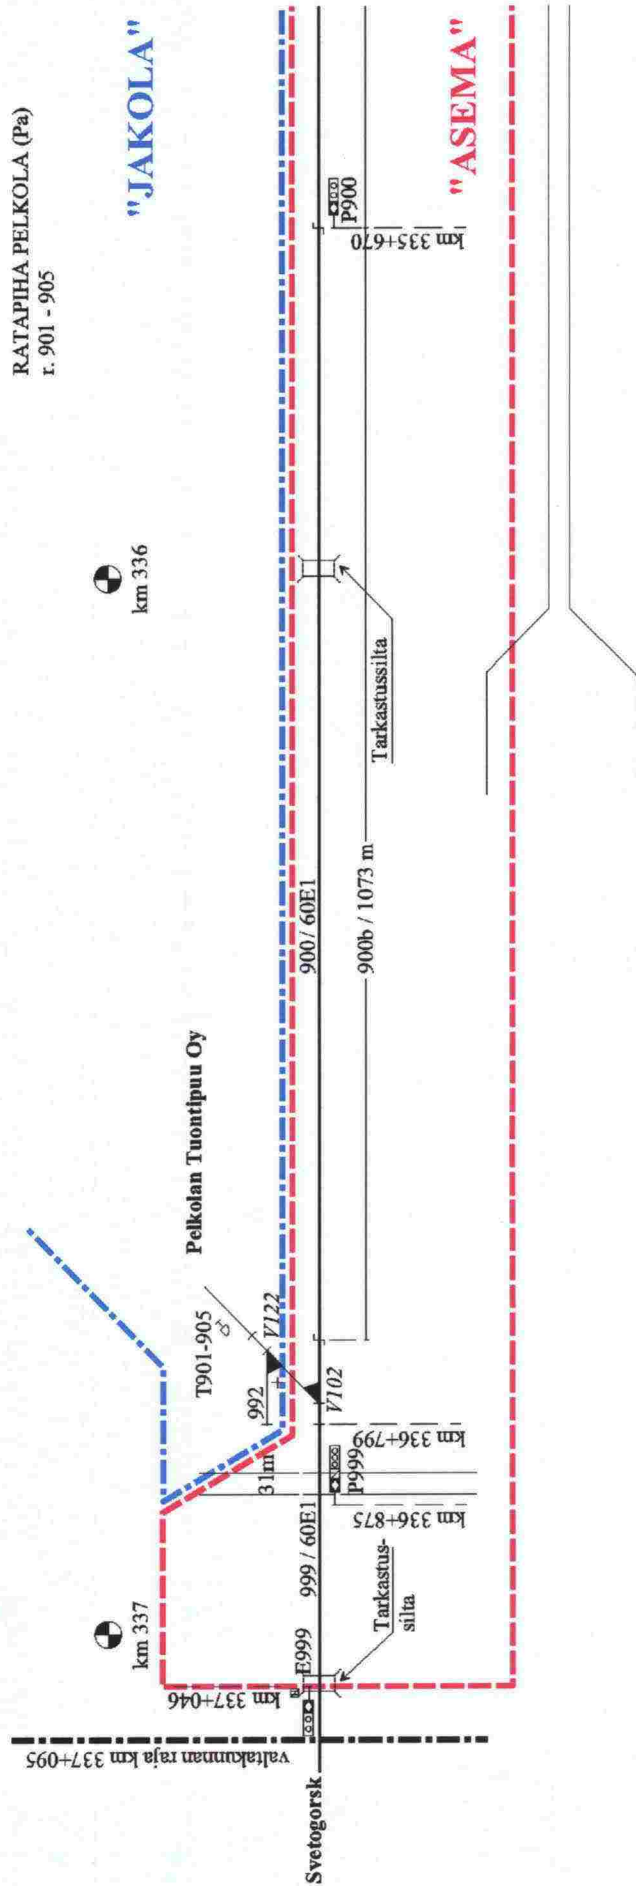 RATAPIHA PELKOLA (Pa)
r. 901 - 905
"JAKOLA"
"ASEMA"
km 337
km 336
valtakunnan raja km 337+095
Svetogorsk
km 337+046
E999
Tarkastus-
silta
999 / 60E1
km 336+875
P999
km 336+799
31m
992
T901-905
V122
V102
Pelkolan Tuontipuu Oy
900 / 60E1
900b / 1073 m
Tarkastussilta
km 335+670
P900